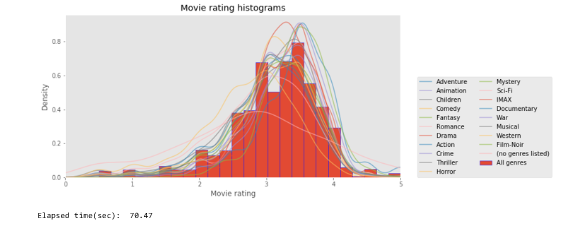 Movie rating histograms
0.8
0.6
0.4
0.2
0.0
Density
0 1 2 3 4 5
Movie rating
Adventure
Animation
Children
Comedy
Fantasy
Romance
Drama
Action
Crime
Thriller
Horror
Mystery
Sci-Fi
IMAX
Documentary
War
Musical
Western
Film-Noir
(no genres listed)
All genres
Elapsed time(sec): 70.47